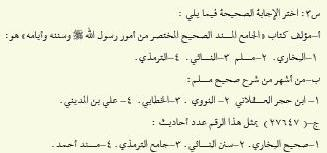 س٣: اختر الإجابة الصحيحة فيما يلي :
أ-مؤلف كتاب «الجامع المسند الصحيح المختصر من أمور رسول الله ﷺ وسننه وأيامه» هو:
١-البخاري. ٢-مسلم ٣-النسائي. ٤-الترمذي.
ب-من أشهر من شرح صحيح مسلم:
١- ابن حجر العسقلاني ٢- النووي . ٣-الخطابي. ٤- علي بن المديني.
ج-( ٢٧٦٤٧ ) يمثل هذا الرقم عدد أحاديث :
١-صحيح البخاري. ٢-سنن النسائي. ٣-جامع الترمذي. ٤-مسند أحمد.